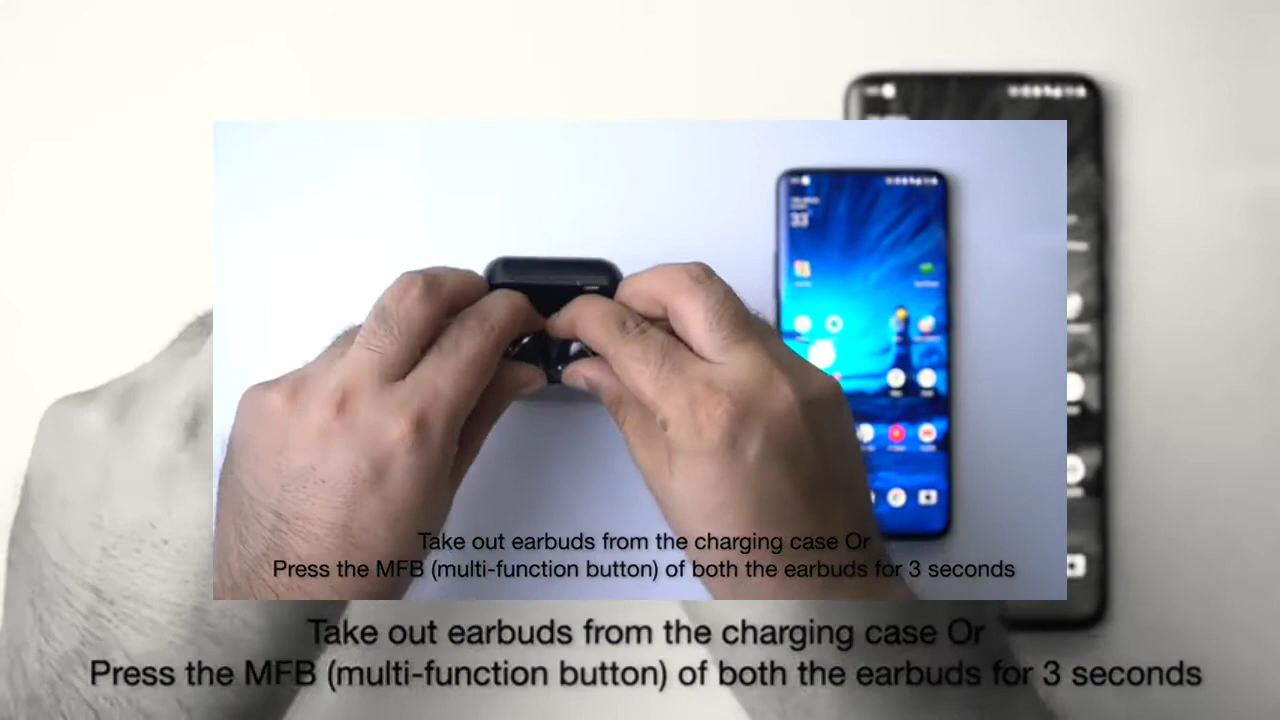 33
Take out earbuds from the charging case Or
Press the MFB (multi-function button) of both the earbuds for 3 seconds
Take out earbuds from the charging case Or
Press the MFB (multi-function button) of both the earbuds for 3 seconds